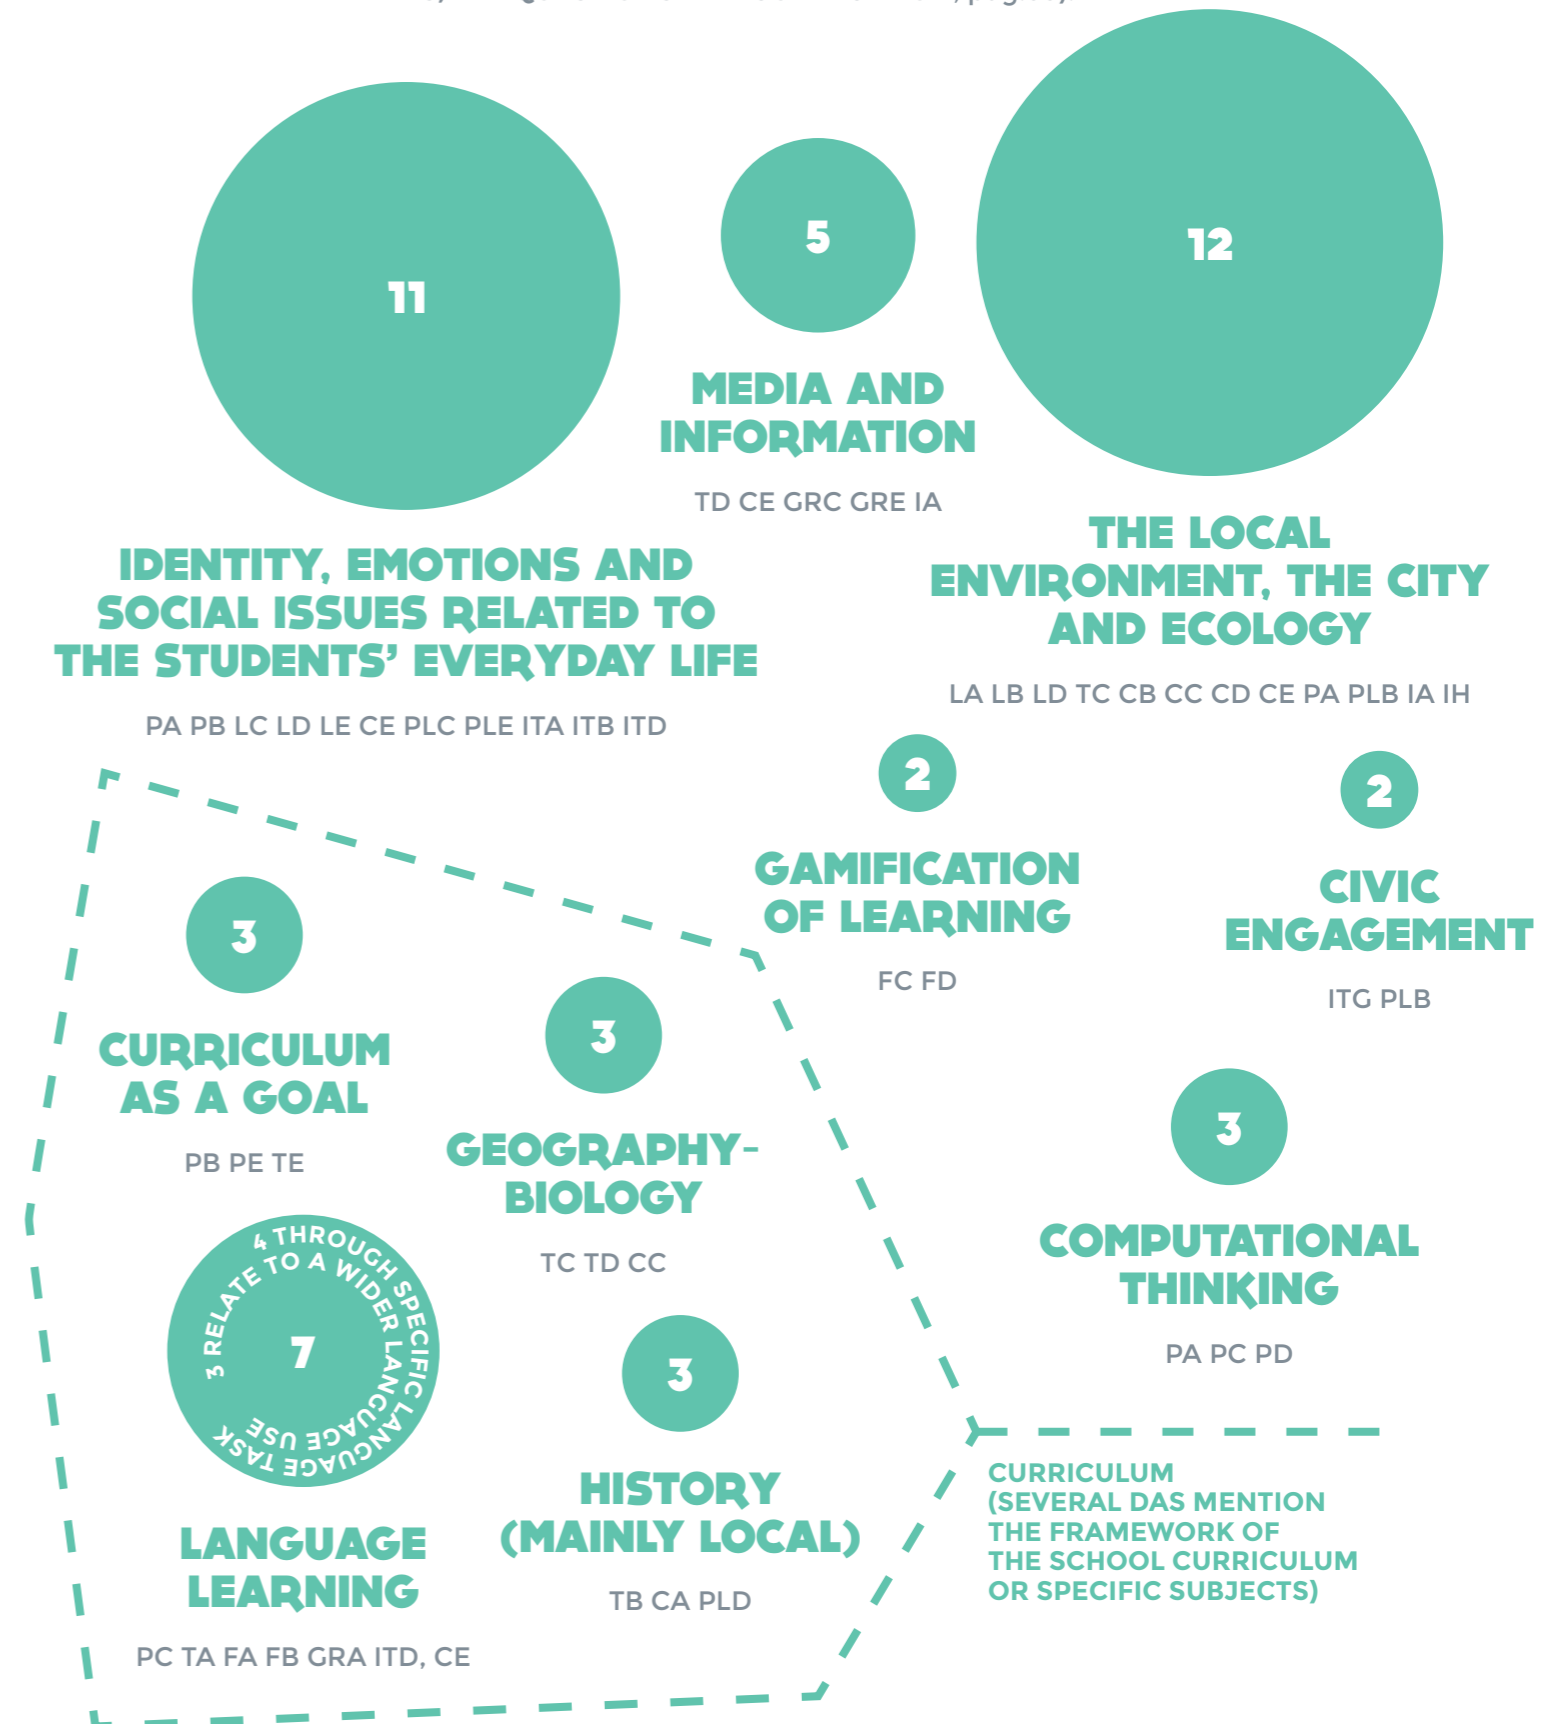 11
5
12
MEDIA AND
INFORMATION
TD CE GRC GRE IA
IDENTITY, EMOTIONS AND
SOCIAL ISSUES RELATED TO
THE STUDENTS' EVERYDAY LIFE
PA PB LC LD LE CE PLC PLE ITA ITB ITD
THE LOCAL
ENVIRONMENT, THE CITY
AND ECOLOGY
LA LB LD TC CB CC CD CE PA PLB IA IH
2
GAMIFICATION
OF LEARNING
FC FD
2
CIVIC
ENGAGEMENT
ITG PLB
3
CURRICULUM
AS A GOAL
PB PE TE
3
GEOGRAPHY-
BIOLOGY
TC TD CC
3
COMPUTATIONAL
THINKING
PA PC PD
4 THROUGH SPECIFIC LANGUAGE TASK
3 RELATE TO A WIDER LANGUAGE USE
7
LANGUAGE
LEARNING
PC TA FA FB GRA ITD, CE
3
HISTORY
(MAINLY LOCAL)
TB CA PLD
CURRICULUM
(SEVERAL DAS MENTION
THE FRAMEWORK OF
THE SCHOOL CURRICULUM
OR SPECIFIC SUBJECTS)